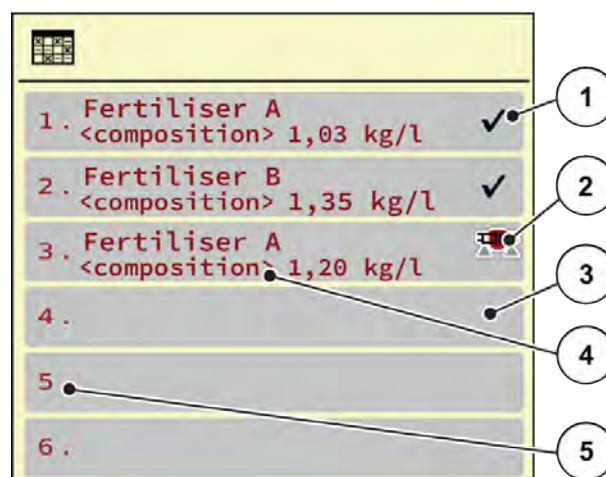 1. Fertiliser A
<composition> 1,03 kg/l
2. Fertiliser B
<composition> 1,35 kg/l
3. Fertiliser A
<composition> 1,20 kg/l
4.
5
6.
1
2
3
4
5